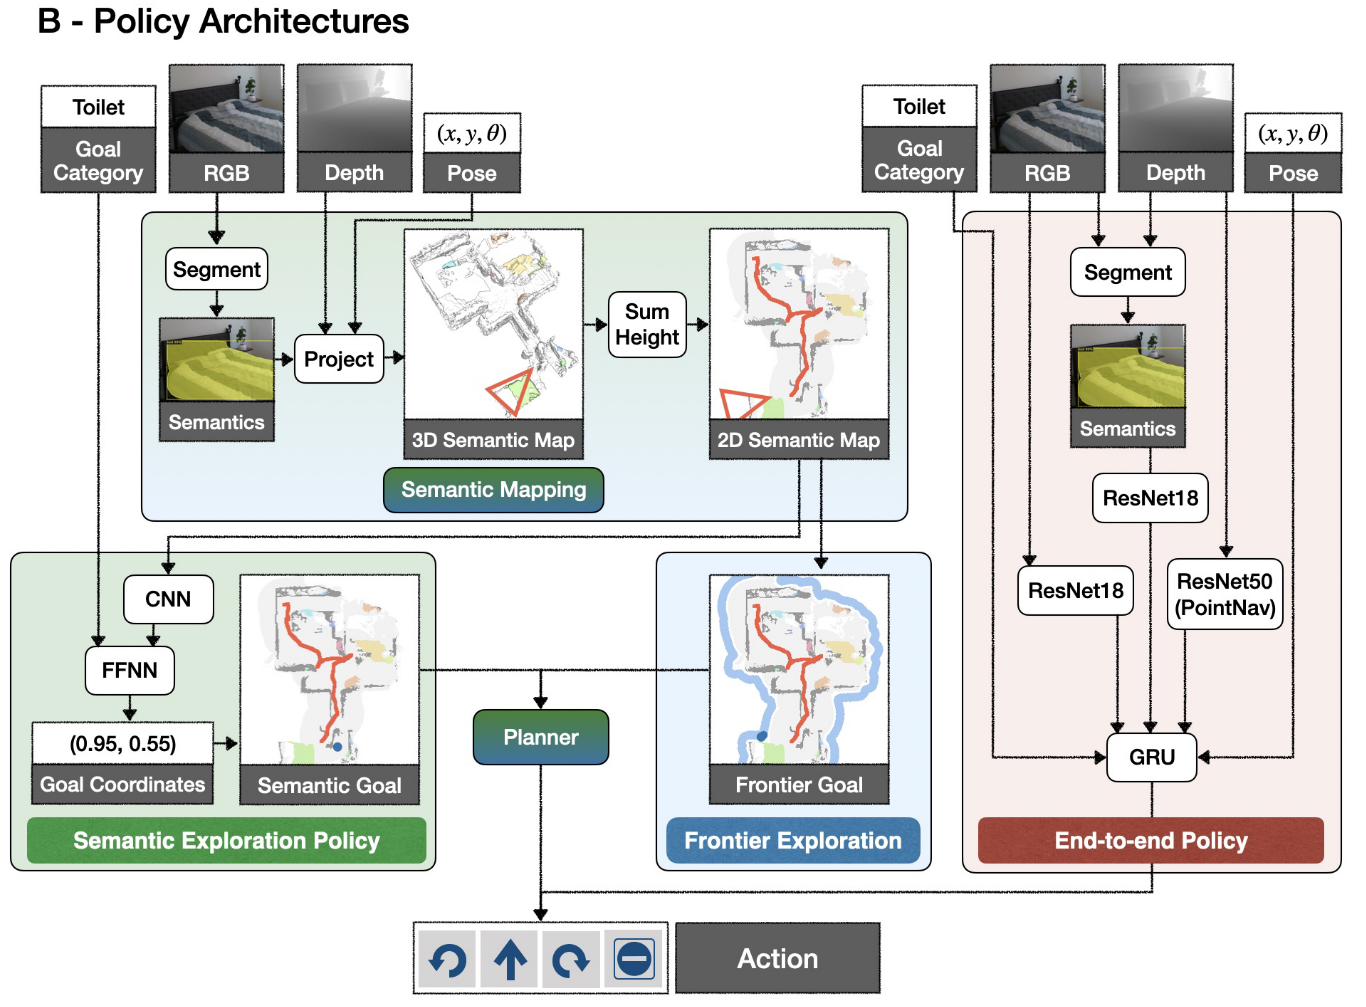 B - Policy Architectures
Toilet
Goal
Category
RGB
Depth
(x, y, θ)
Pose
Toilet
Goal
Category
RGB
Depth
(x, y, θ)
Pose
Segment
Semantics
Project
3D Semantic Map
Sum
Height
2D Semantic Map
Semantic Mapping
Segment
Semantics
ResNet18
ResNet18
ResNet50
(PointNav)
GRU
End-to-end Policy
CNN
FFNN
(0.95, 0.55)
Goal Coordinates
Semantic Goal
Semantic Exploration Policy
Planner
Frontier Goal
Frontier Exploration
Action